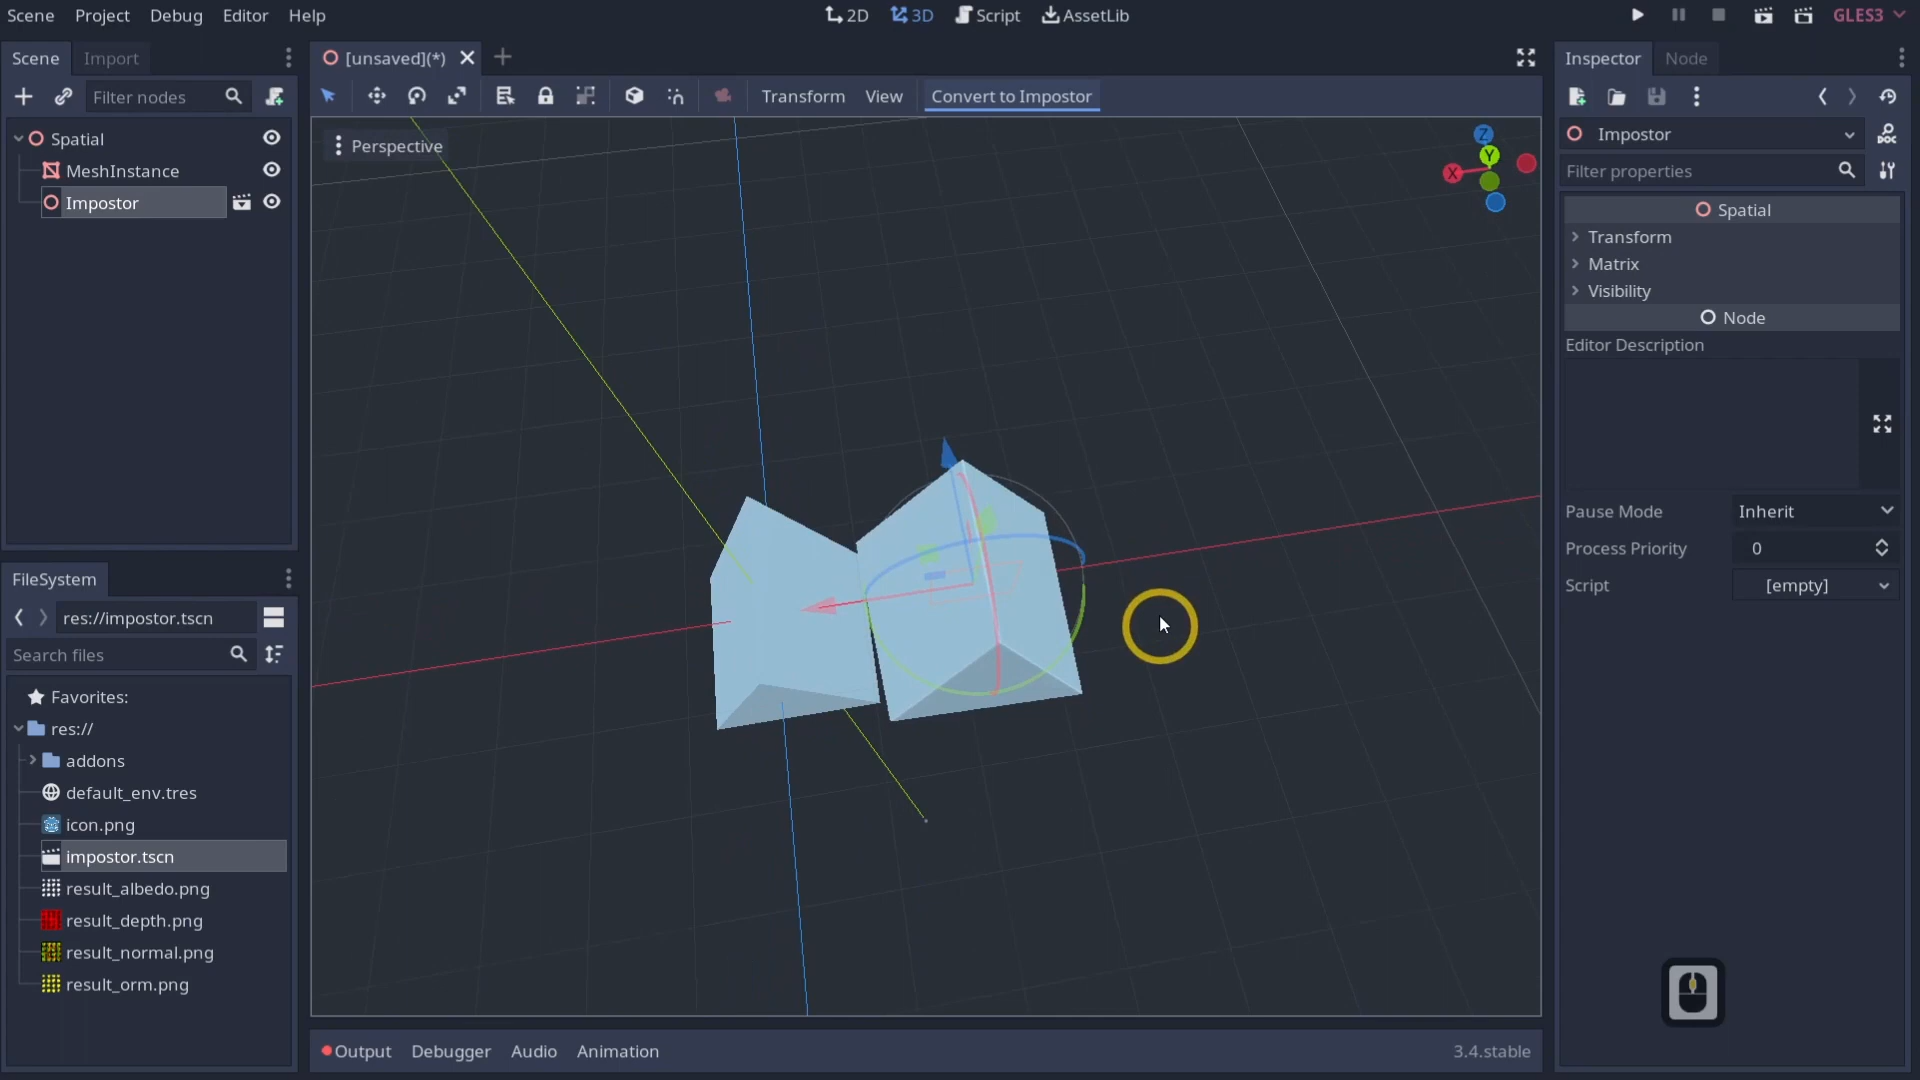 Scene Project Debug Editor Help
2D 3D Script AssetLib
GLES3
Scene Import
[unsaved](*)
Inspector Node
Filter nodes
Transform View Convert to Impostor
Perspective
Z
Y
X
Spatial
MeshInstance
Impostor
Impostor
DOC
Filter properties
Spatial
Transform
Matrix
Visibility
Node
Editor Description
Pause Mode Inherit
Process Priority 0
Script [empty]
FileSystem
res://impostor.tscn
Search files
Favorites:
res://
addons
default_env.tres
icon.png
impostor.tscn
result_albedo.png
result_depth.png
result_normal.png
result_orm.png
Output Debugger Audio Animation
3.4.stable